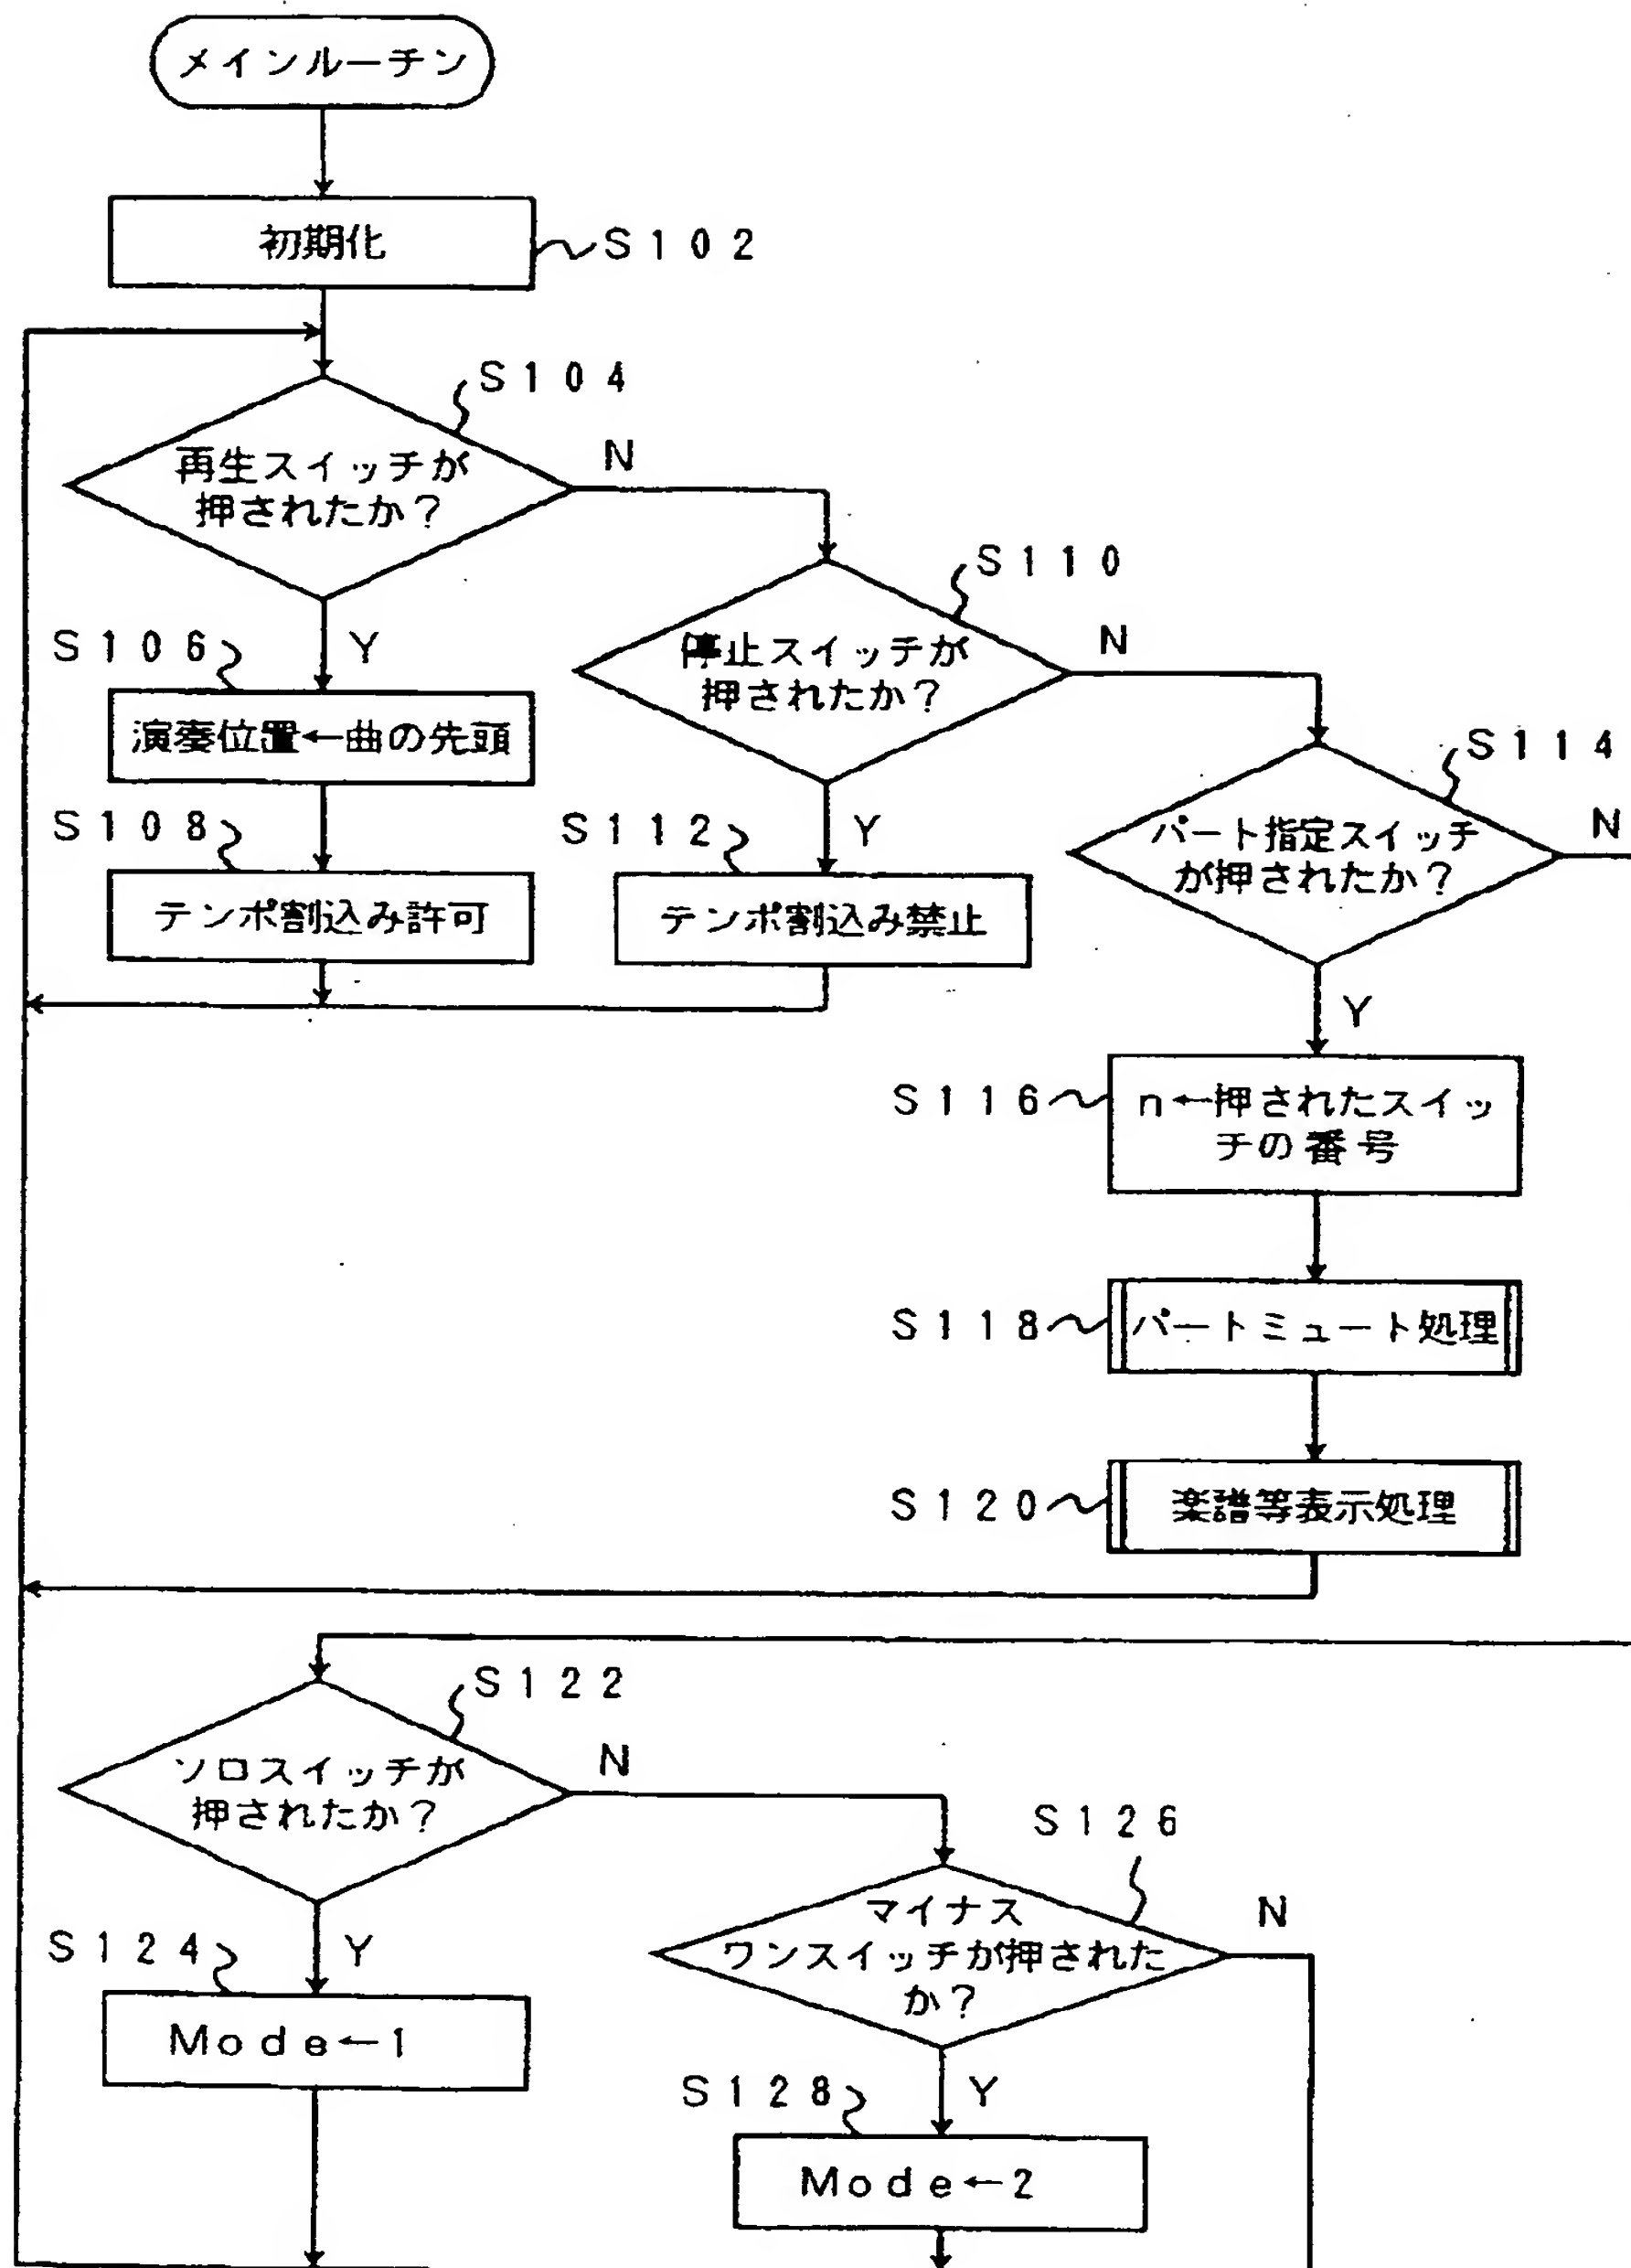 メインルーチン
初期化
S102
S104
再生スイッチが
押されたか？
N
Y
S106
演奏位置←曲の先頭
S108
テンポ割込み許可
S110
停止スイッチが
押されたか？
N
Y
S112
テンポ割込み禁止
S114
パート指定スイッチ
が押されたか？
N
Y
S116
n←押されたスイッ
チの番号
S118
パートミュート処理
S120
楽譜等表示処理
S122
ソロスイッチが
押されたか？
N
Y
S124
Mode←1
S126
マイナス
ワンスイッチが押された
か？
N
Y
S128
Mode←2